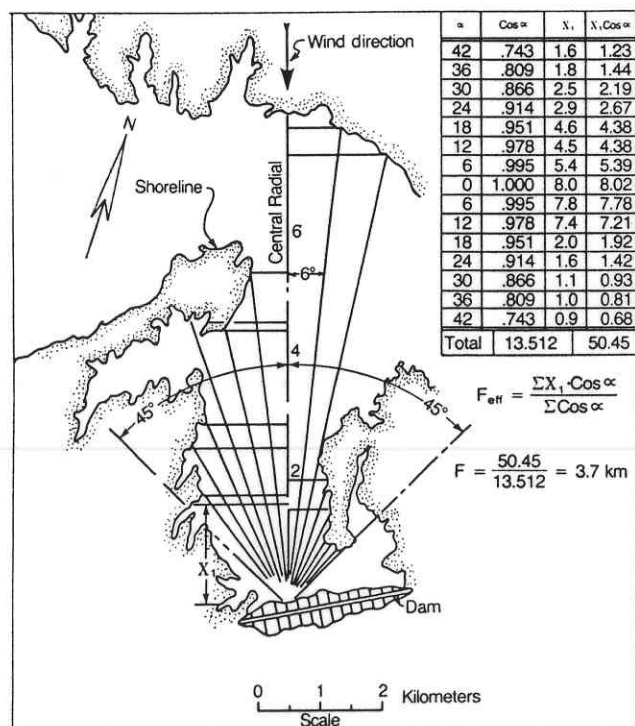 Wind direction
N
Shoreline
Central Radial
6
6°
4
45°
45°
2
X₁
Dam
0 1 2 Kilometers
Scale
α Cos α X₁ X₁Cos α
42 .743 1.6 1.23
36 .809 1.8 1.44
30 .866 2.5 2.19
24 .914 2.9 2.67
18 .951 4.6 4.38
12 .978 4.5 4.38
6 .995 5.4 5.39
0 1.000 8.0 8.02
6 .995 7.8 7.78
12 .978 7.4 7.21
18 .951 2.0 1.92
24 .914 1.6 1.42
30 .866 1.1 0.93
36 .809 1.0 0.81
42 .743 0.9 0.68
Total 13.512 50.45
F_eff = ΣX₁·Cos α / ΣCos α
F = 50.45 / 13.512 = 3.7 km